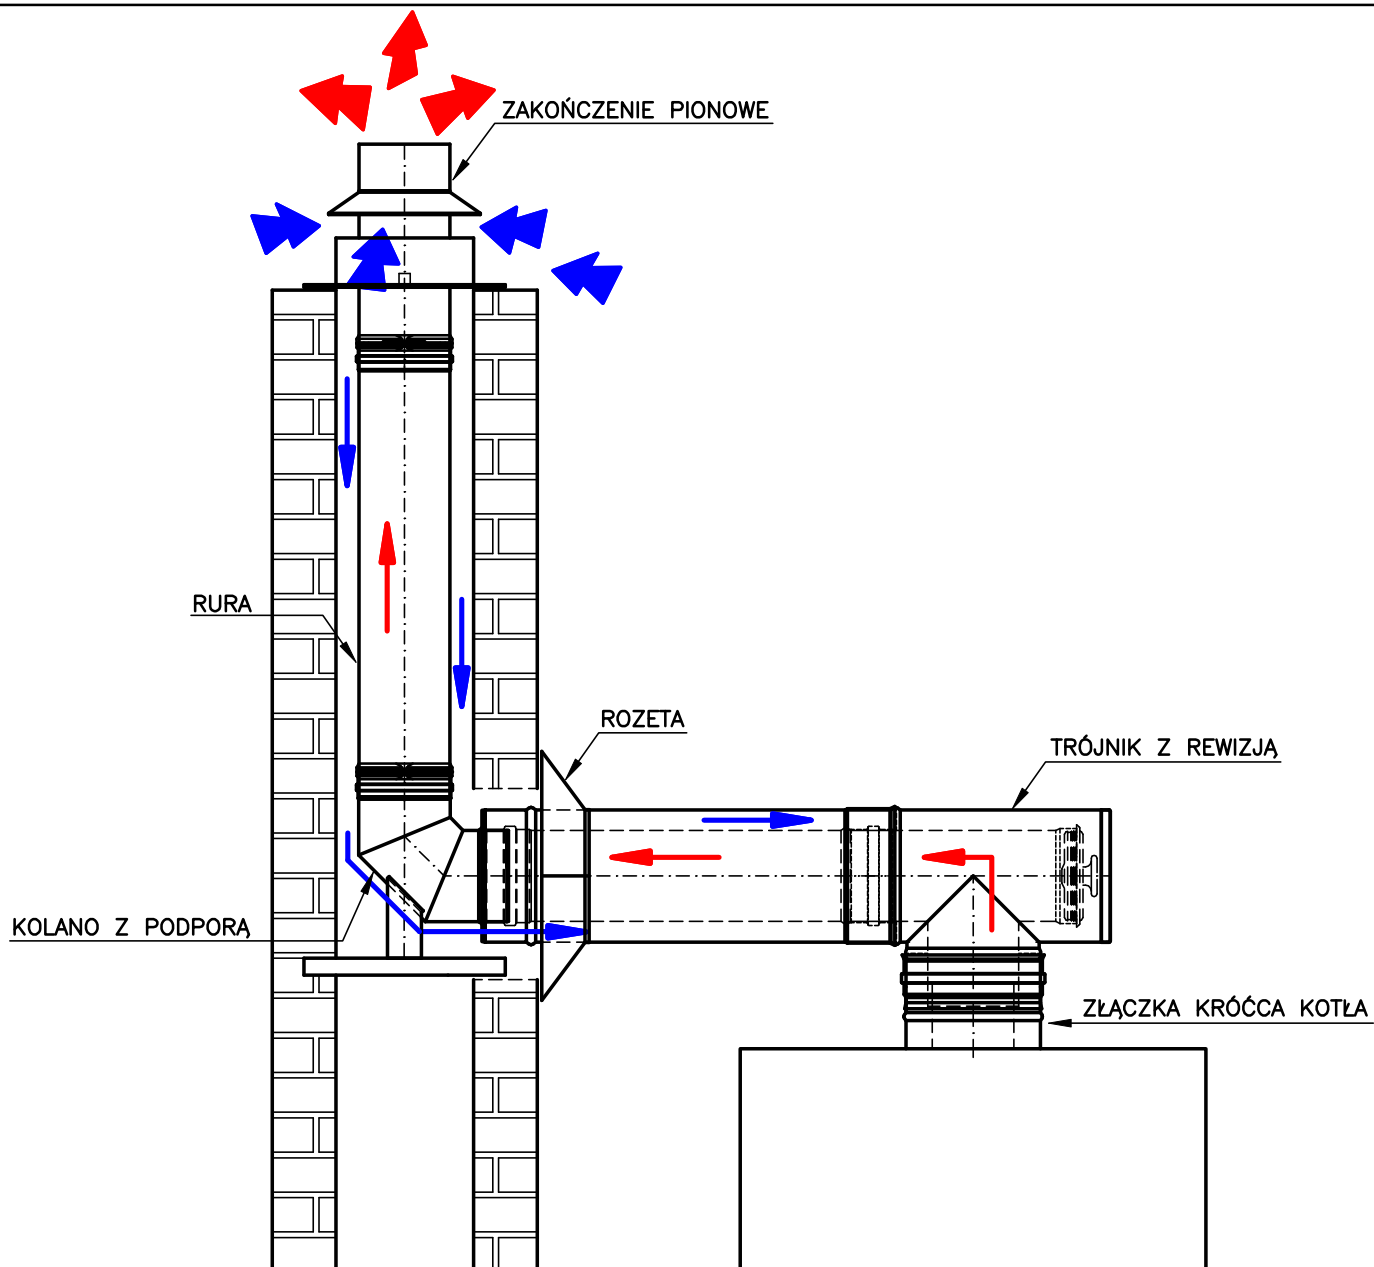 ZAKOŃCZENIE PIONOWE
RURA
ROZETA
TRÓJNIK Z REWIZJĄ
KOLANO Z PODPORĄ
ZŁĄCZKA KRÓĆCA KOTŁA